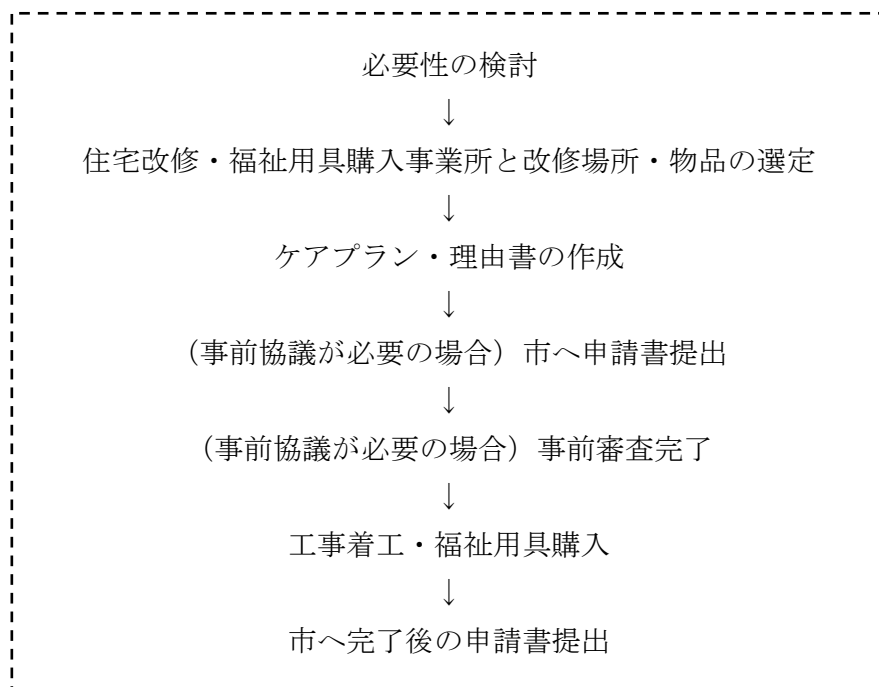 必要性の検討
↓
住宅改修・福祉用具購入事業所と改修場所・物品の選定
↓
ケアプラン・理由書の作成
↓
（事前協議が必要の場合）市へ申請書提出
↓
（事前協議が必要の場合）事前審査完了
↓
工事着工・福祉用具購入
↓
市へ完了後の申請書提出